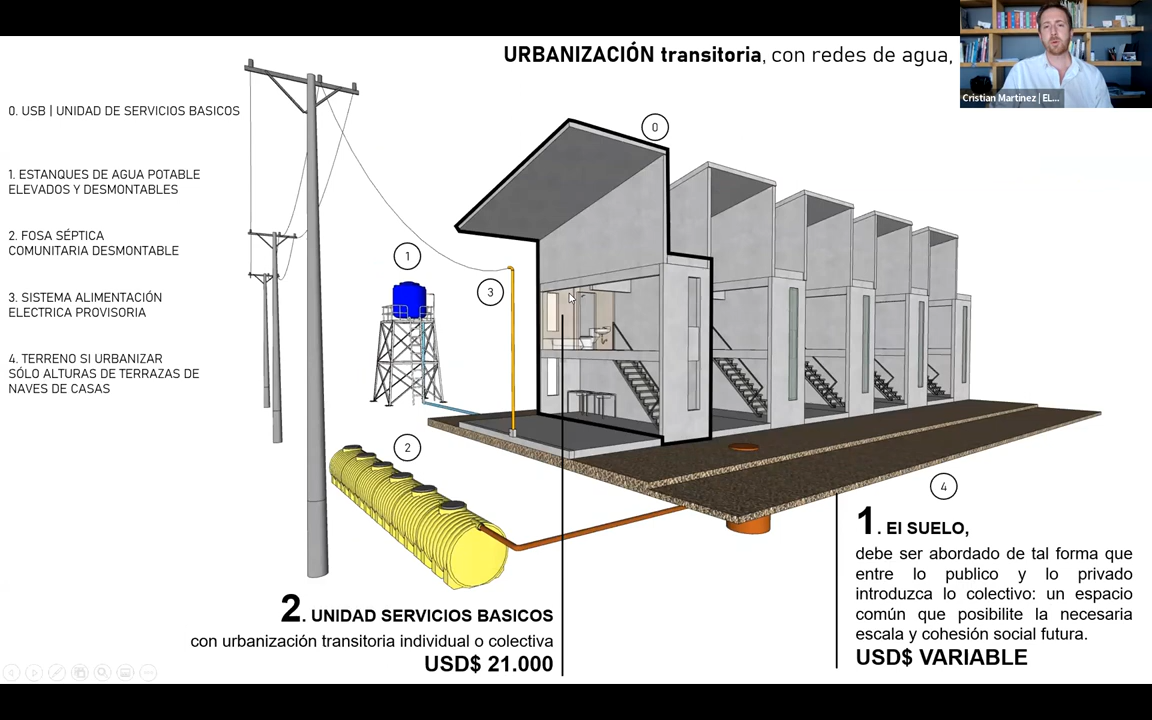 URBANIZACIÓN transitoria, con redes de agua,
Cristian Martinez | EL...
0. USB | UNIDAD DE SERVICIOS BASICOS
0
1. ESTANQUES DE AGUA POTABLE
ELEVADOS Y DESMONTABLES
2. FOSA SÉPTICA
COMUNITARIA DESMONTABLE
3. SISTEMA ALIMENTACIÓN
ELECTRICA PROVISORIA
4. TERRENO SI URBANIZAR
SÓLO ALTURAS DE TERRAZAS DE
NAVES DE CASAS
1
3
2
4
1. El SUELO,
debe ser abordado de tal forma que
entre lo publico y lo privado
introduzca lo colectivo: un espacio
común que posibilite la necesaria
escala y cohesión social futura.
USD$ VARIABLE
2. UNIDAD SERVICIOS BASICOS
con urbanización transitoria individual o colectiva
USD$ 21.000